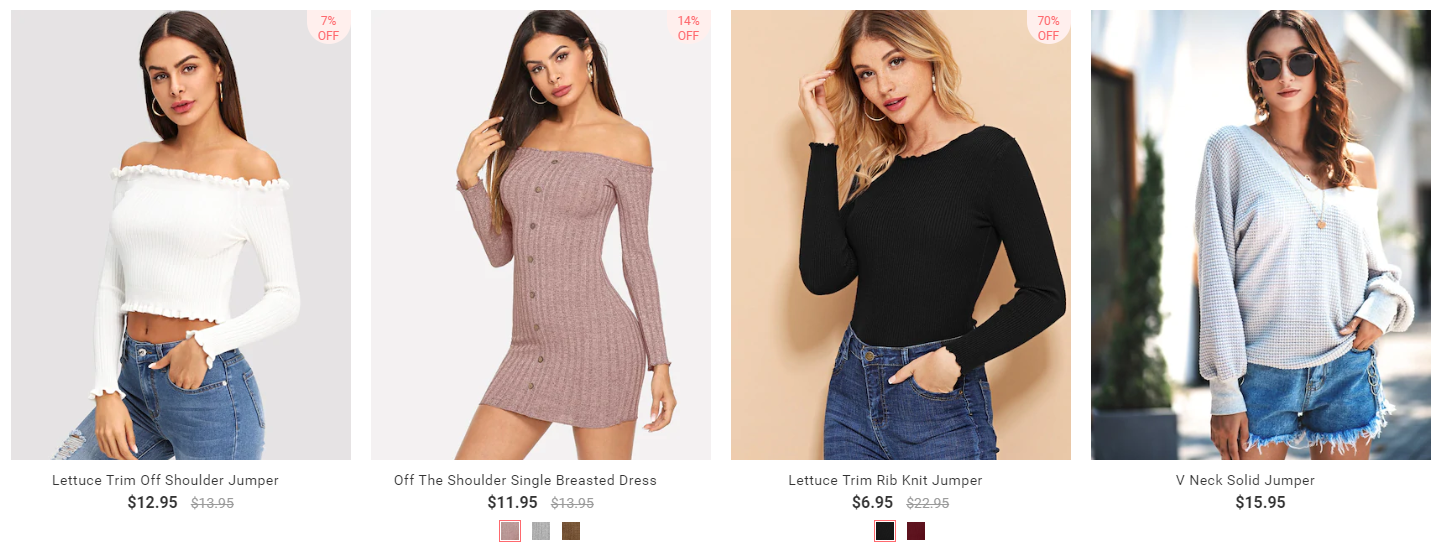 7%
OFF
14%
OFF
70%
OFF
Lettuce Trim Off Shoulder Jumper
$12.95 $13.95
Off The Shoulder Single Breasted Dress
$11.95 $13.95
Lettuce Trim Rib Knit Jumper
$6.95 $22.95
V Neck Solid Jumper
$15.95